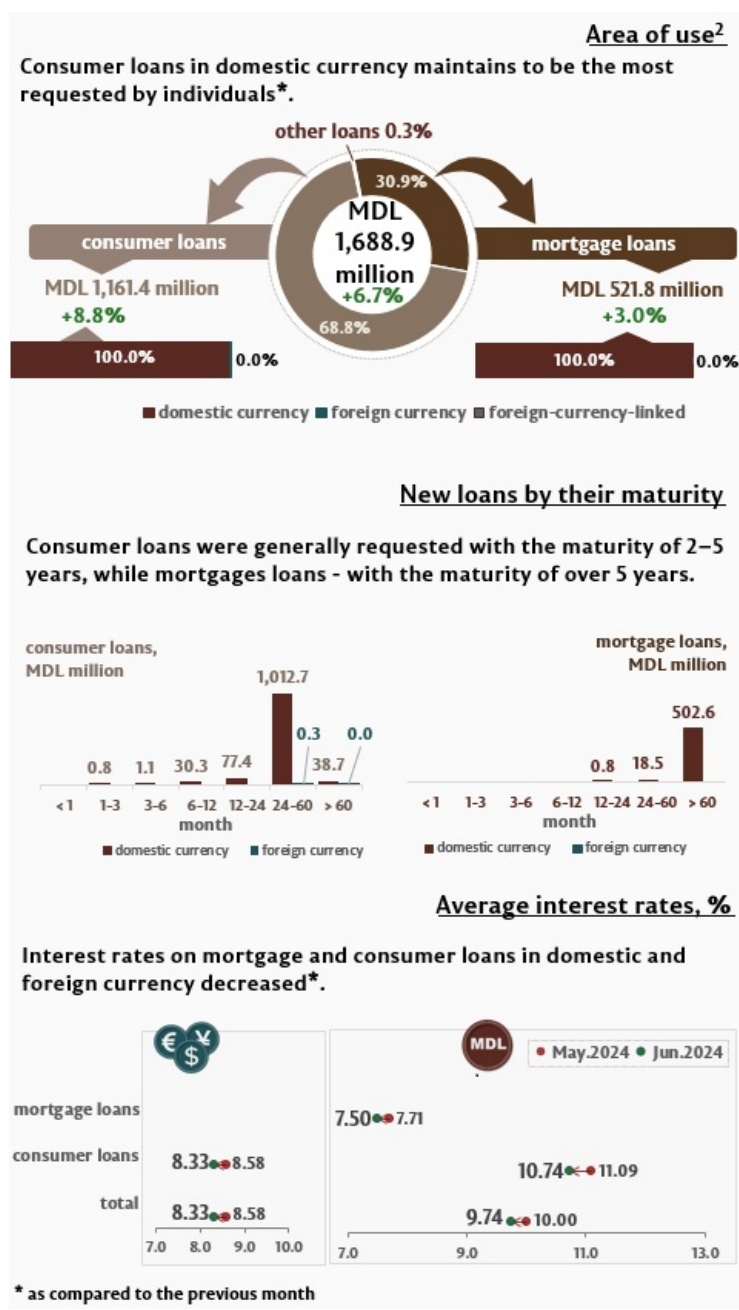 Area of use2
Consumer loans in domestic currency maintains to be the most
requested by individuals*.
other loans 0.3%
30.9%
MDL
1,688.9
million
+6.7%
68.8%
consumer loans
MDL 1,161.4 million
+8.8%
100.0%
0.0%
mortgage loans
MDL 521.8 million
+3.0%
100.0%
0.0%
domestic currency foreign currency foreign-currency-linked
New loans by their maturity
Consumer loans were generally requested with the maturity of 2–5
years, while mortgages loans - with the maturity of over 5 years.
consumer loans,
MDL million
1,012.7
0.3 0.0
0.8 1.1 30.3 77.4 38.7
<1 1-3 3-6 6-12 12-24 24-60 >60
month
domestic currency foreign currency
mortgage loans,
MDL million
502.6
0.8 18.5
<1 1-3 3-6 6-12 12-24 24-60 >60
month
domestic currency foreign currency
Average interest rates, %
Interest rates on mortgage and consumer loans in domestic and
foreign currency decreased*.
€ ¥ $
MDL
May.2024 Jun.2024
mortgage loans
7.50 7.71
consumer loans
8.33 8.58
10.74 11.09
total
8.33 8.58
9.74 10.00
7.0 8.0 9.0 10.0
7.0 9.0 11.0 13.0
* as compared to the previous month